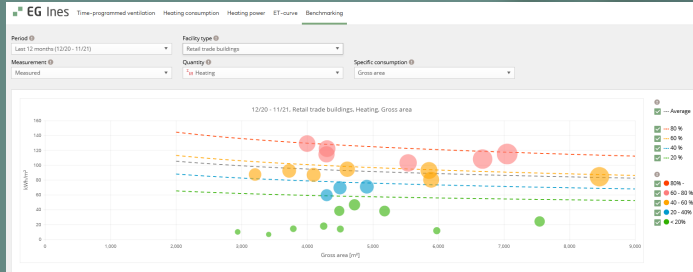 EG Ines Time-programmed ventilation Heating consumption Heating power ET-curve Benchmarking
Period Facility type
Last 12 months (12/20 - 11/21) Retail trade buildings
Measurement Quantity Specific consumption
Measured Heating Gross area
12/20 - 11/21, Retail trade buildings, Heating, Gross area
160
140
120
100
80
60
40
20
0
kWh/m²
0 1,000 2,000 3,000 4,000 5,000 6,000 7,000 8,000 9,000
Gross area [m²]
Average
80 %
60 %
40 %
20 %
80% -
60 - 80 %
40 - 60 %
20 - 40%
< 20%